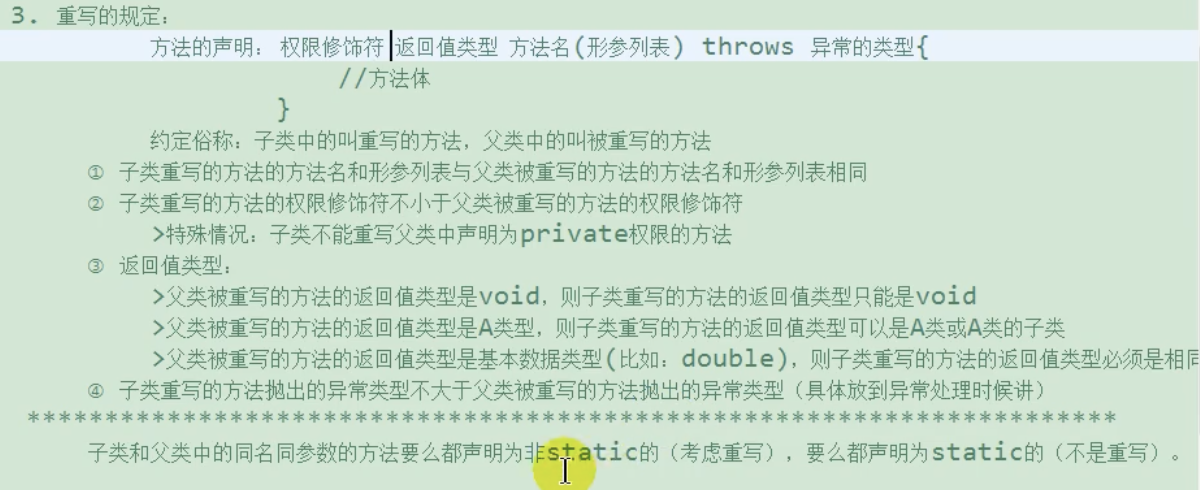 3. 重写的规定：
方法的声明： 权限修饰符 返回值类型 方法名(形参列表) throws 异常的类型{
//方法体
}
约定俗称：子类中的叫重写的方法，父类中的叫被重写的方法
① 子类重写的方法的方法名和形参列表与父类被重写的方法的方法名和形参列表相同
② 子类重写的方法的权限修饰符不小于父类被重写的方法的权限修饰符
>特殊情况：子类不能重写父类中声明为private权限的方法
③ 返回值类型：
>父类被重写的方法的返回值类型是void，则子类重写的方法的返回值类型只能是void
>父类被重写的方法的返回值类型是A类型，则子类重写的方法的返回值类型可以是A类或A类的子类
>父类被重写的方法的返回值类型是基本数据类型(比如：double)，则子类重写的方法的返回值类型必须是相同
④ 子类重写的方法抛出的异常类型不大于父类被重写的方法抛出的异常类型（具体放到异常处理时候讲）
**********************************************************************
子类和父类中的同名同参数的方法要么都声明为非static的（考虑重写），要么都声明为static的（不是重写）。